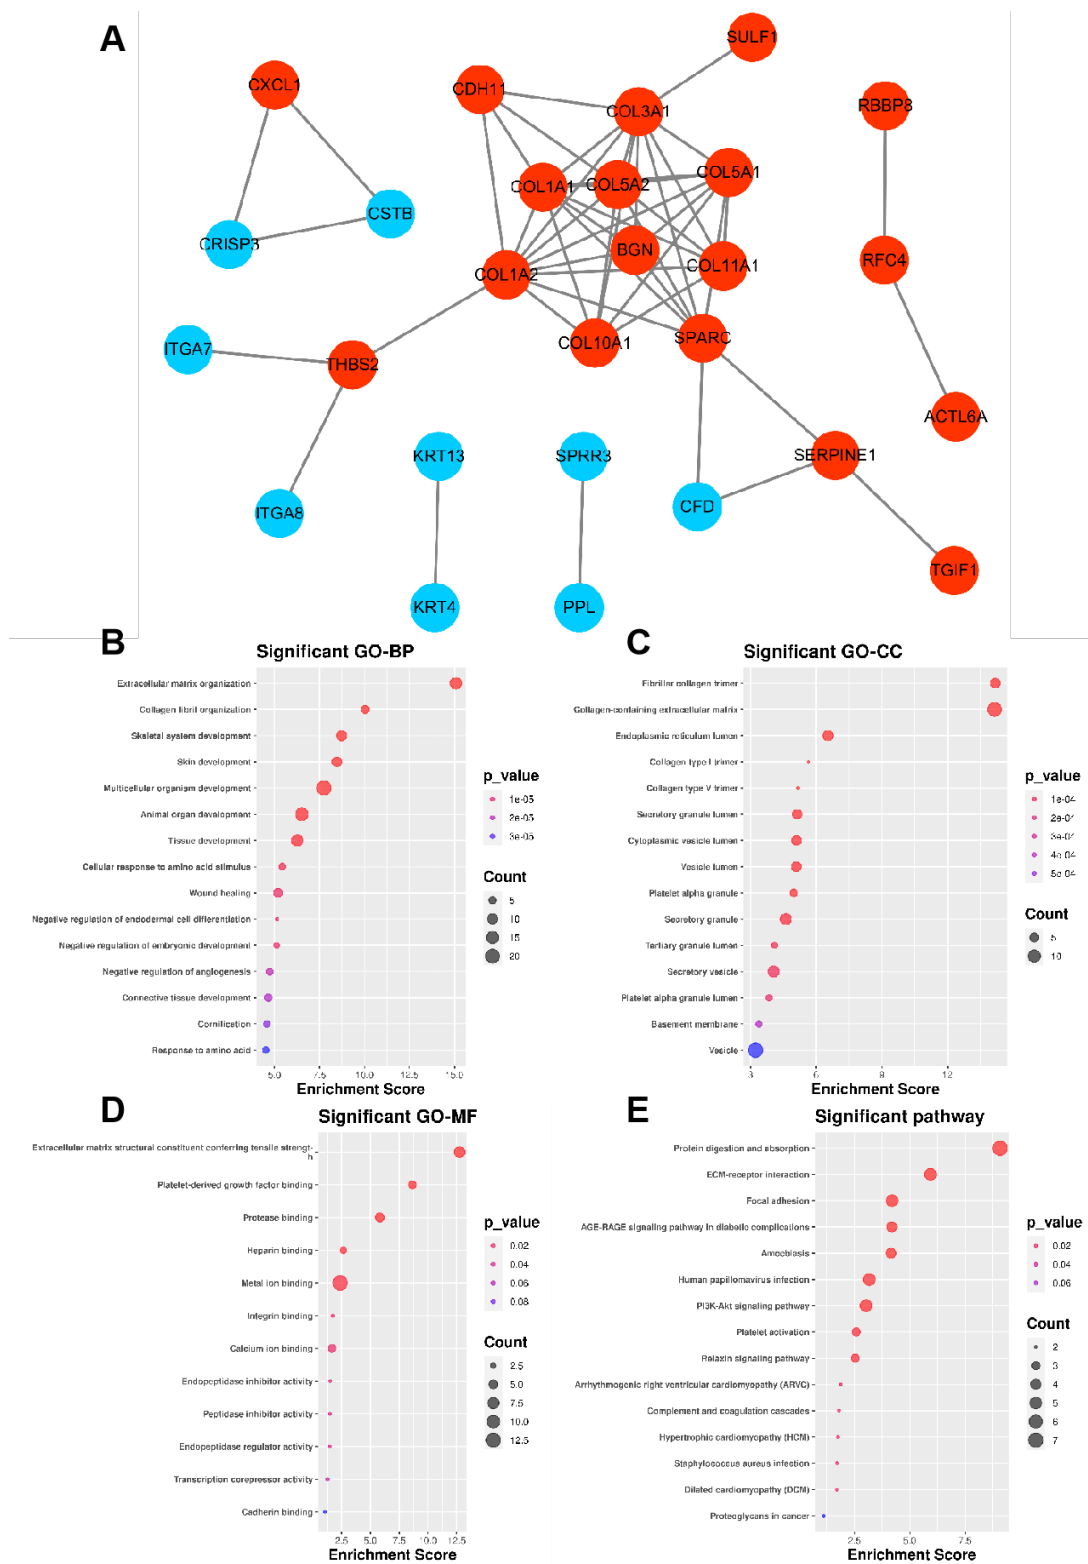 A
SULF1
CXCL1
CDH11
COL3A1
RBBP8
COL1A1
COL5A2
COL5A1
CSTB
CRISP3
BGN
COL1A2
COL11A1
RFC4
ITGA7
THBS2
COL10A1
SPARC
ACTL6A
KRT13
SPRR3
SERPINE1
ITGA8
CFD
TGIF1
KRT4
PPL
B
Significant GO-BP
Extracellular matrix organization
Collagen fibril organization
Skeletal system development
Skin development
Multicellular organism development
Animal organ development
Tissue development
Cellular response to amino acid stimulus
Wound healing
Negative regulation of endodermal cell differentiation
Negative regulation of embryonic development
Negative regulation of angiogenesis
Connective tissue development
Cornification
Response to amino acid
5.0 7.5 10.0 12.5 15.0
Enrichment Score
p_value
1e-05
2e-05
3e-05
Count
5
10
15
20
C
Significant GO-CC
Fibrillar collagen trimer
Collagen-containing extracellular matrix
Endoplasmic reticulum lumen
Collagen type I trimer
Collagen type V trimer
Secretory granule lumen
Cytoplasmic vesicle lumen
Vesicle lumen
Platelet alpha granule
Secretory granule
Tertiary granule lumen
Secretory vesicle
Platelet alpha granule lumen
Basement membrane
Vesicle
3 6 9 12
Enrichment Score
p_value
1e-04
2e-04
3e-04
4e-04
5e-04
Count
5
10
D
Significant GO-MF
Extracellular matrix structural constituent conferring tensile strengt-
h
Platelet-derived growth factor binding
Protease binding
Heparin binding
Metal ion binding
Integrin binding
Calcium ion binding
Endopeptidase inhibitor activity
Peptidase inhibitor activity
Endopeptidase regulator activity
Transcription corepressor activity
Cadherin binding
2.5 5.0 7.5 10.0 12.5
Enrichment Score
p_value
0.02
0.04
0.06
0.08
Count
2.5
5.0
7.5
10.0
12.5
E
Significant pathway
Protein digestion and absorption
ECM-receptor interaction
Focal adhesion
AGE-RAGE signaling pathway in diabetic complications
Amoebiasis
Human papillomavirus infection
PI3K-Akt signaling pathway
Platelet activation
Relaxin signaling pathway
Arrhythmogenic right ventricular cardiomyopathy (ARVC)
Complement and coagulation cascades
Hypertrophic cardiomyopathy (HCM)
Staphylococcus aureus infection
Dilated cardiomyopathy (DCM)
Proteoglycans in cancer
2.5 5.0 7.5
Enrichment Score
p_value
0.02
0.04
0.06
Count
2
3
4
5
6
7